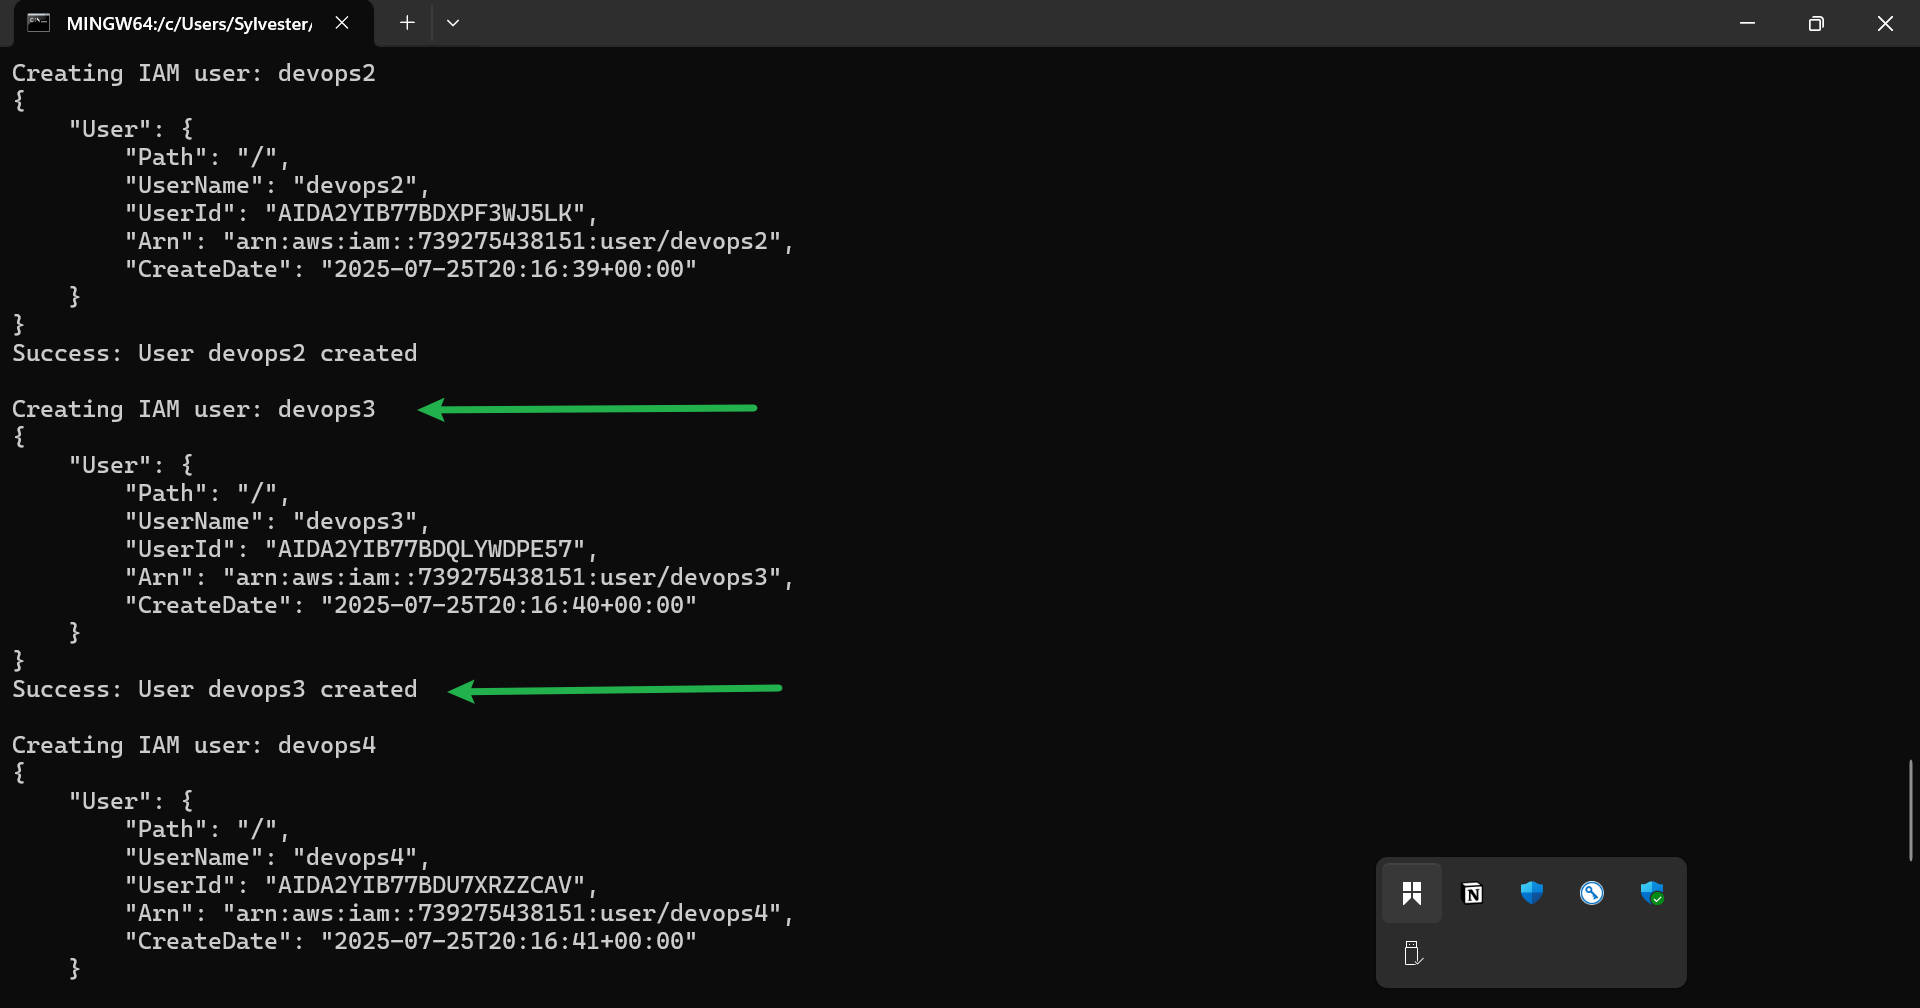 MINGW64:/c/Users/Sylvester/
Creating IAM user: devops2
{
    "User": {
        "Path": "/",
        "UserName": "devops2",
        "UserId": "AIDA2YIB77BDXPF3WJ5LK",
        "Arn": "arn:aws:iam::739275438151:user/devops2",
        "CreateDate": "2025-07-25T20:16:39+00:00"
    }
}
Success: User devops2 created
Creating IAM user: devops3
{
    "User": {
        "Path": "/",
        "UserName": "devops3",
        "UserId": "AIDA2YIB77BDQLYWDPE57",
        "Arn": "arn:aws:iam::739275438151:user/devops3",
        "CreateDate": "2025-07-25T20:16:40+00:00"
    }
}
Success: User devops3 created
Creating IAM user: devops4
{
    "User": {
        "Path": "/",
        "UserName": "devops4",
        "UserId": "AIDA2YIB77BDU7XRZZCAV",
        "Arn": "arn:aws:iam::739275438151:user/devops4",
        "CreateDate": "2025-07-25T20:16:41+00:00"
    }